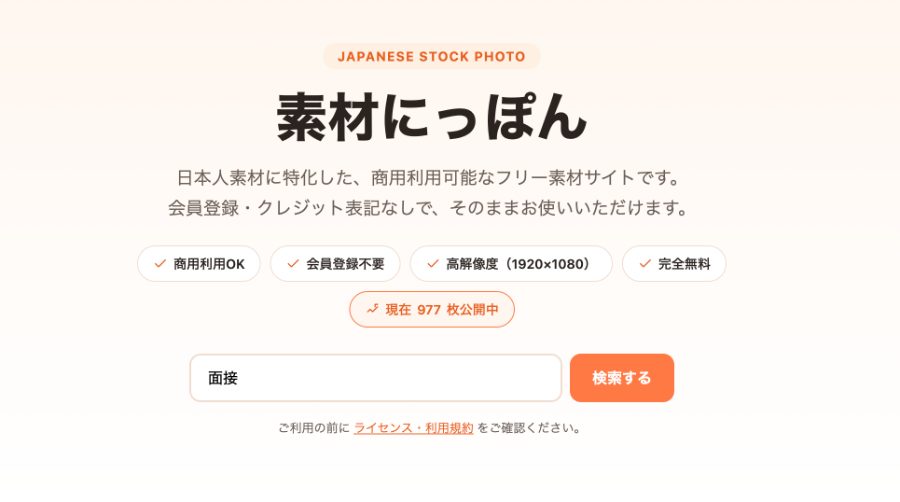 JAPANESE STOCK PHOTO
素材にっぽん
日本人素材に特化した、商用利用可能なフリー素材サイトです。
会員登録・クレジット表記なしで、そのままお使いいただけます。
商用利用OK 会員登録不要 高解像度（1920×1080） 完全無料
現在 977 枚公開中
面接 検索する
ご利用の前に ライセンス・利用規約 をご確認ください。